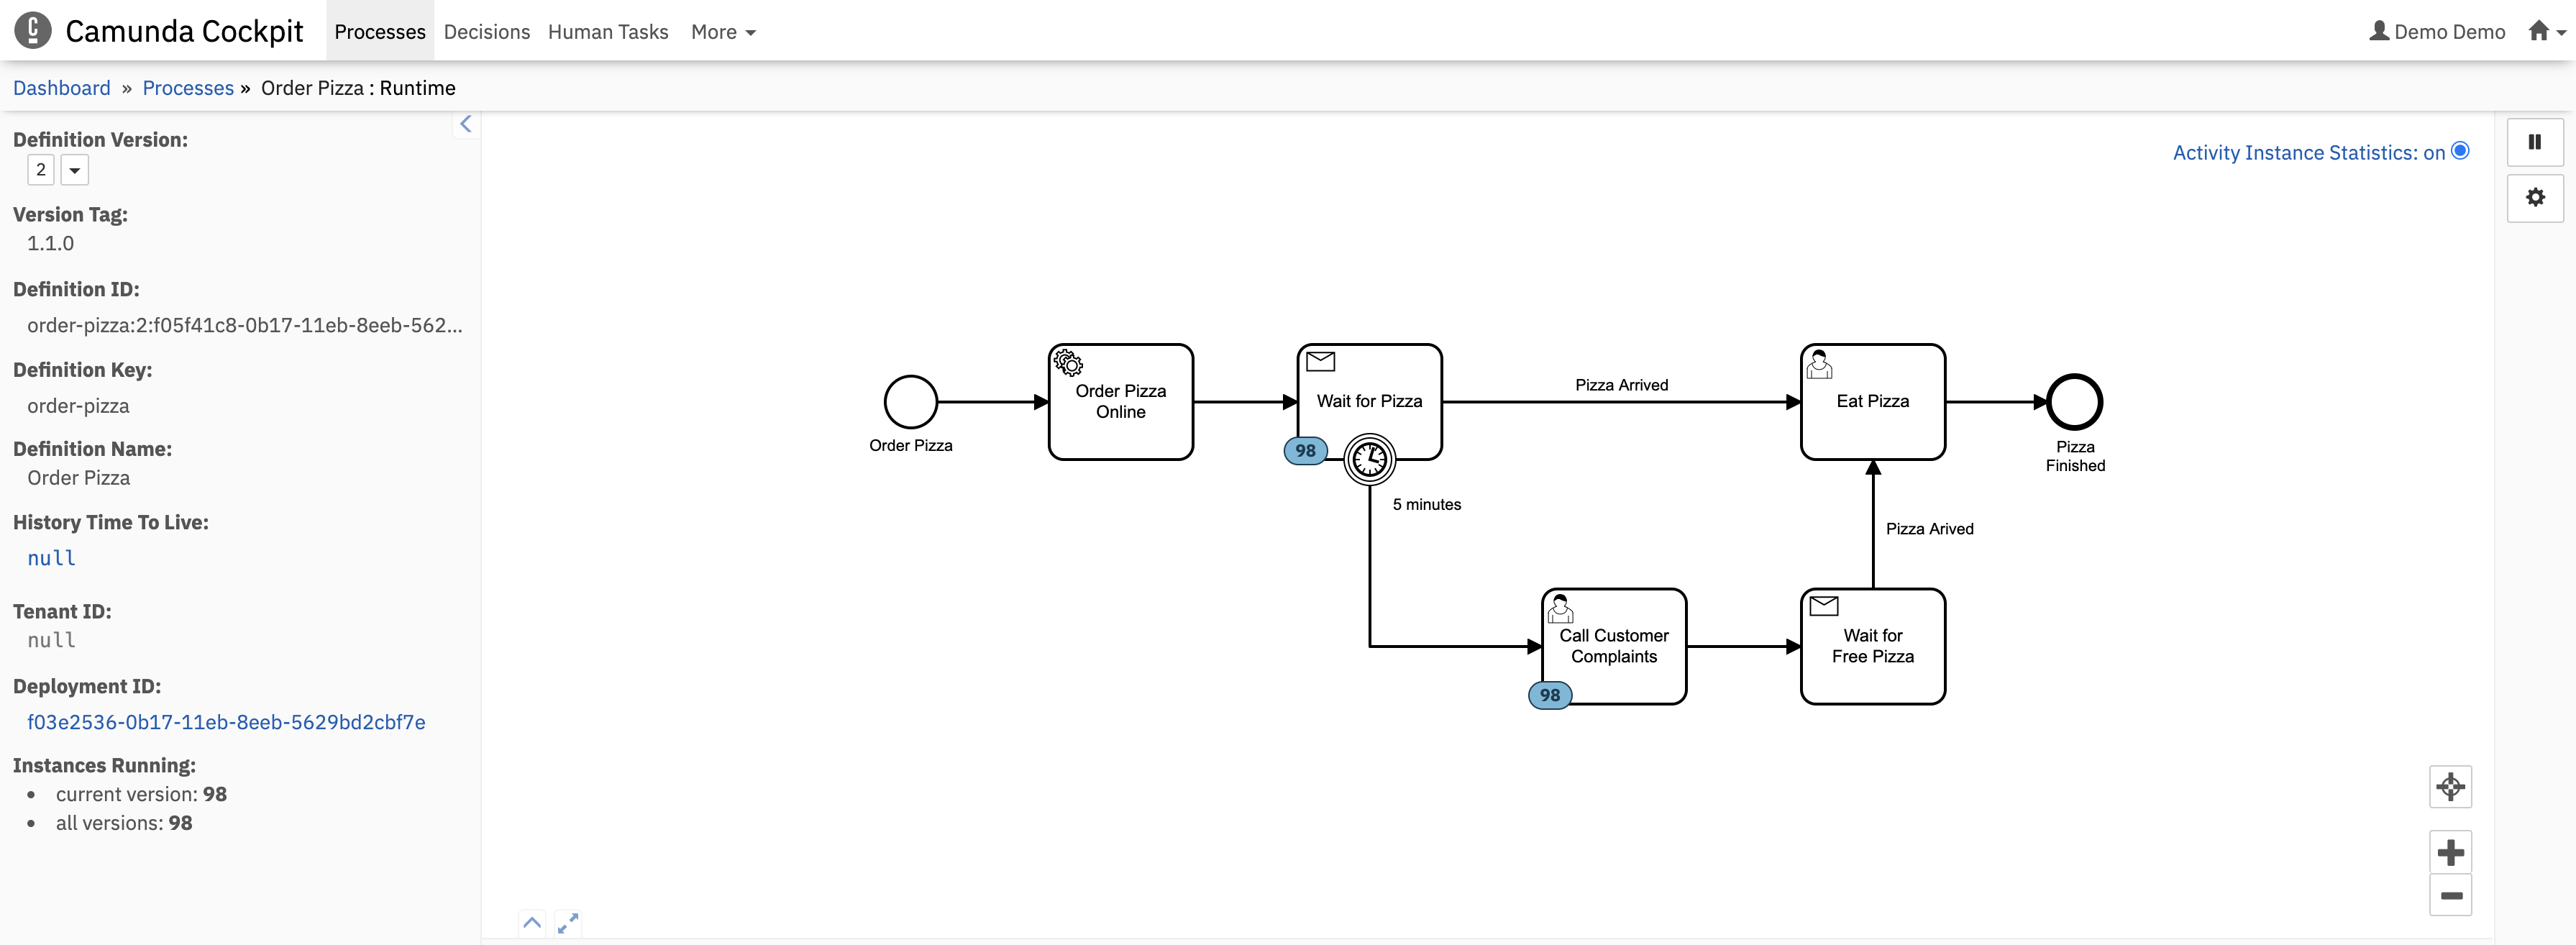 Camunda Cockpit Processes Decisions Human Tasks More Demo Demo
Dashboard » Processes » Order Pizza : Runtime
Definition Version:
2
Version Tag:
1.1.0
Definition ID:
order-pizza:2:f05f41c8-0b17-11eb-8eeb-562...
Definition Key:
order-pizza
Definition Name:
Order Pizza
History Time To Live:
null
Tenant ID:
null
Deployment ID:
f03e2536-0b17-11eb-8eeb-5629bd2cbf7e
Instances Running:
• current version: 98
• all versions: 98
Activity Instance Statistics: on
Order Pizza
Order Pizza
Online
Wait for Pizza
98
Pizza Arrived
Eat Pizza
Pizza
Finished
5 minutes
Pizza Arived
Call Customer
Complaints
98
Wait for
Free Pizza